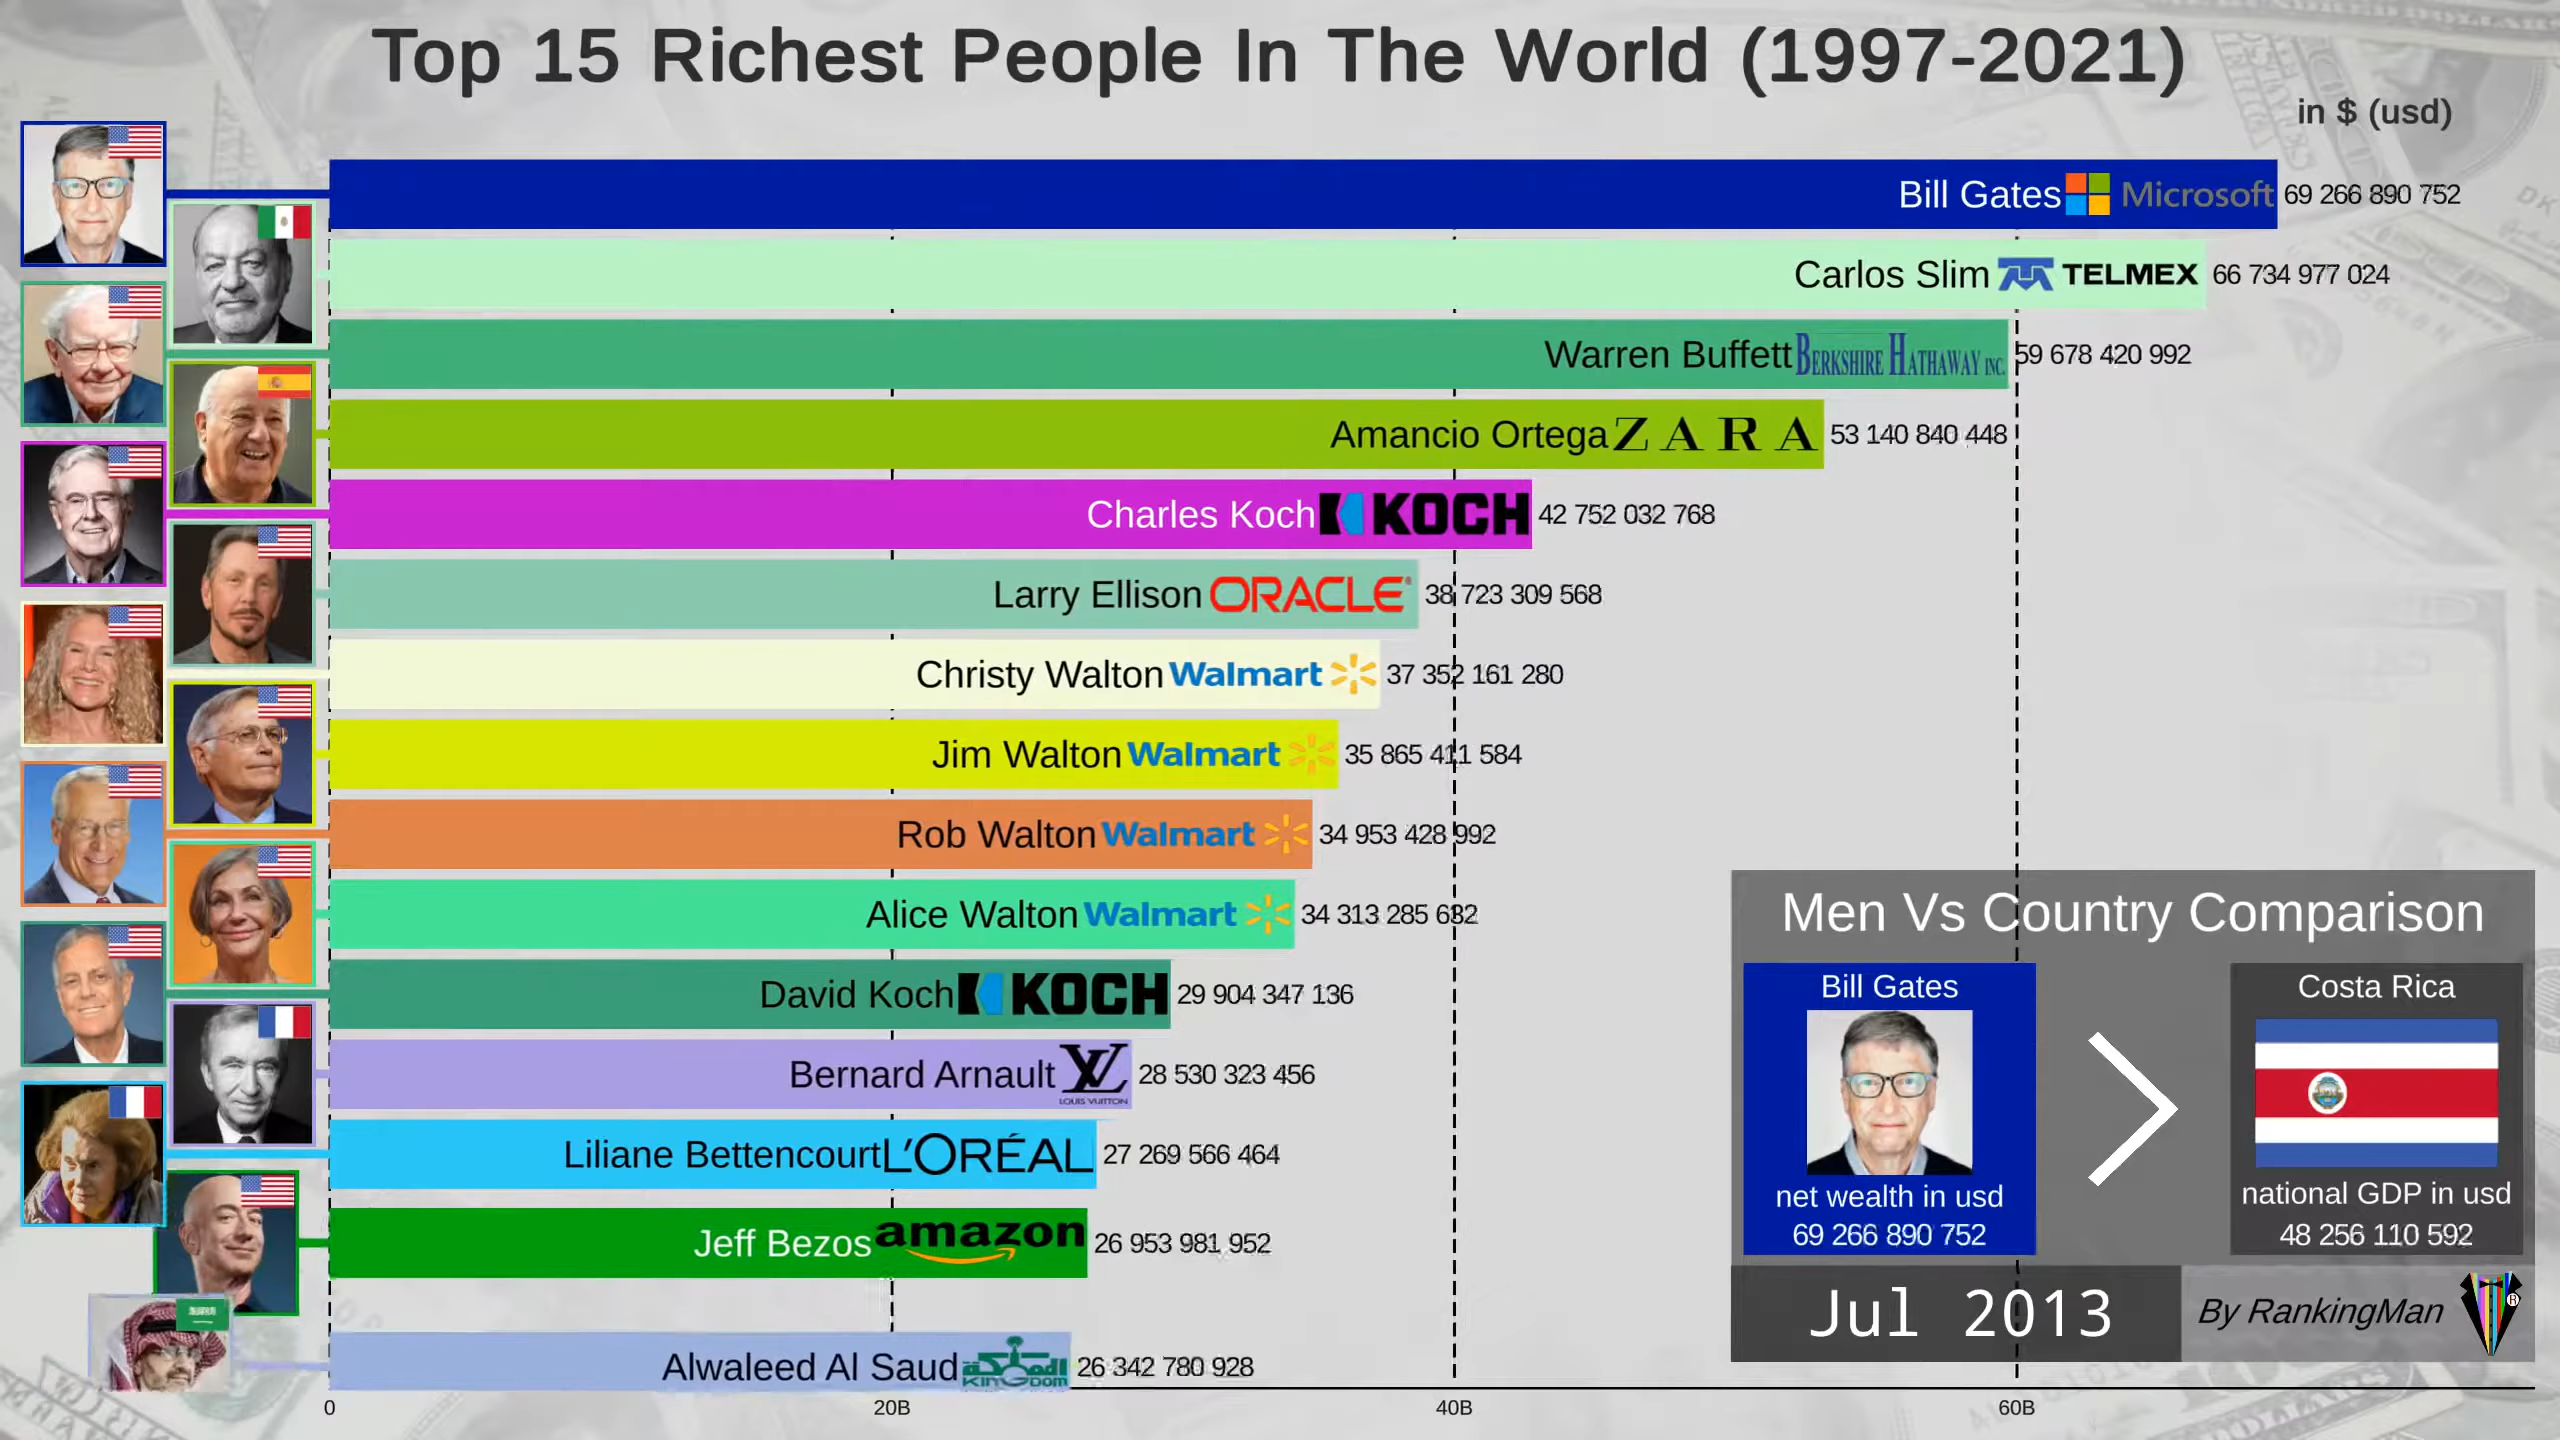 Top 15 Richest People In The World (1997-2021)
in $ (usd)
Bill Gates Microsoft 69 266 890 752
Carlos Slim TELMEX 66 734 977 024
Warren Buffett BERKSHIRE HATHAWAY INC. 59 678 420 992
Amancio Ortega ZARA 53 140 840 448
Charles Koch KOCH 42 752 032 768
Larry Ellison ORACLE 38 723 309 568
Christy Walton Walmart 37 352 161 280
Jim Walton Walmart 35 865 411 584
Rob Walton Walmart 34 953 428 992
Alice Walton Walmart 34 313 285 632
David Koch KOCH 29 904 347 136
Bernard Arnault LOUIS VUITTON 28 530 323 456
Liliane Bettencourt L'ORÉAL 27 269 566 464
Jeff Bezos amazon 26 953 981 952
Alwaleed Al Saud المملكة KINGDOM 26 342 780 928
0 20B 40B 60B
Men Vs Country Comparison
Bill Gates
net wealth in usd
69 266 890 752
Costa Rica
national GDP in usd
48 256 110 592
Jul 2013
By RankingMan